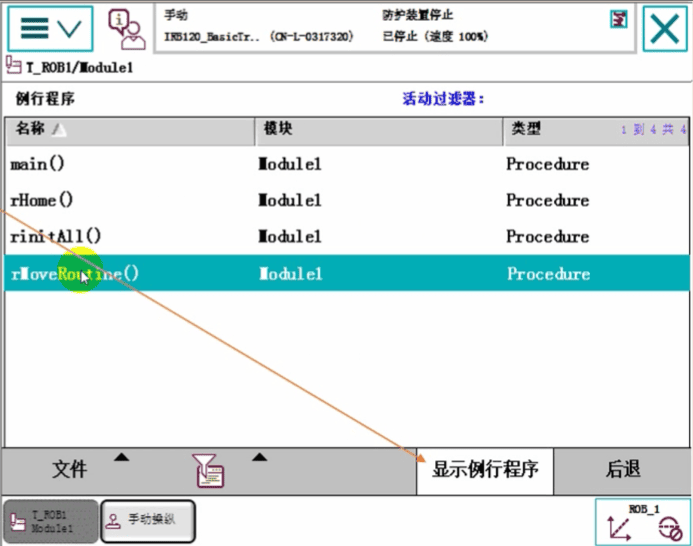 手动
防护装置停止
IRB120_BasicTr.. (CN-L-0317320)
已停止 (速度 100%)
T_ROB1/Module1
例行程序
活动过滤器:
名称
模块
类型
1 到 4 共 4
main()
Module1
Procedure
rHome()
Module1
Procedure
rinitAll()
Module1
Procedure
rMoveRoutine()
Module1
Procedure
文件
显示例行程序
后退
T_ROB1
Module1
手动操纵
ROB_1